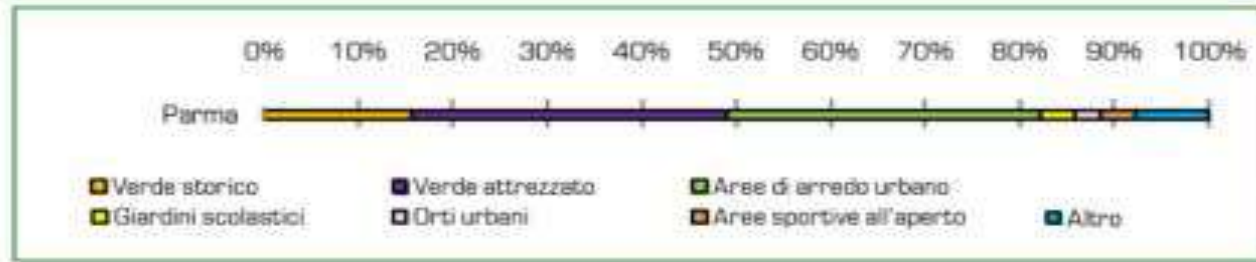 0% 10% 20% 30% 40% 50% 60% 70% 80% 90% 100%
Parma
Verde storico Verde attrezzato Aree di arredo urbano
Giardini scolastici Orti urbani Aree sportive all'aperto Altro